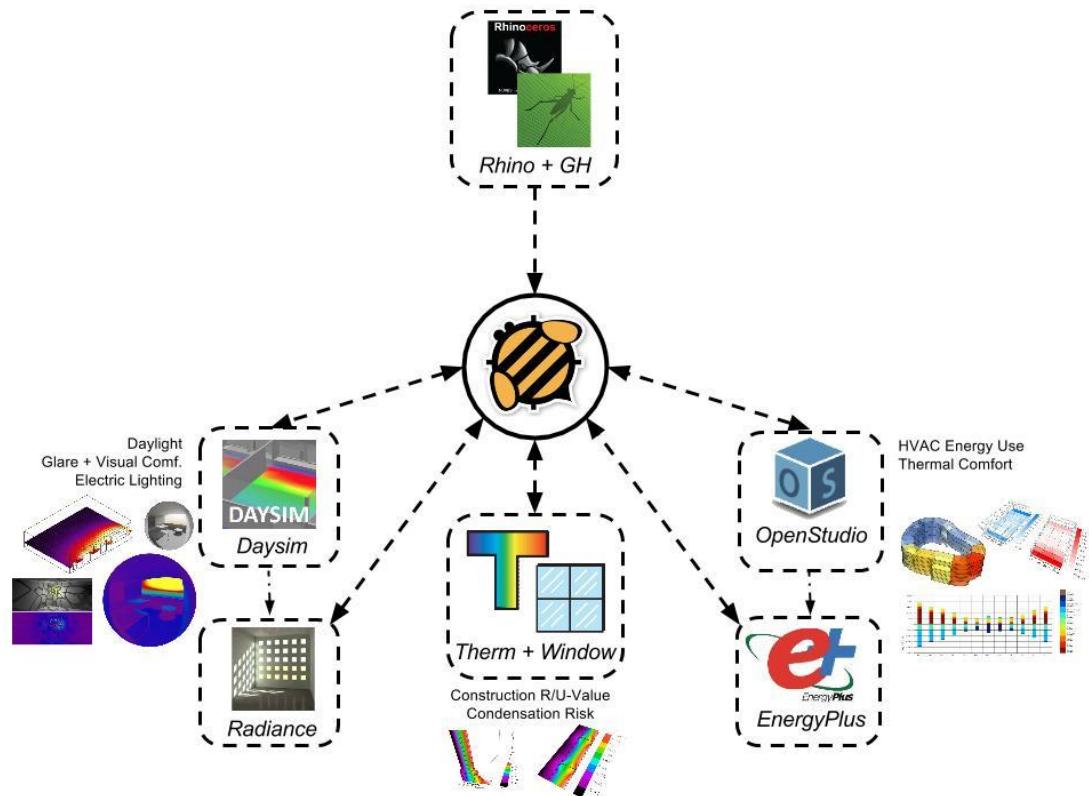 Rhinoceros
Rhino + GH
Daylight
Glare + Visual Comf.
Electric Lighting
DAYSIM
Daysim
Radiance
Therm + Window
Construction R/U-Value
Condensation Risk
OS
OpenStudio
HVAC Energy Use
Thermal Comfort
e+
EnergyPlus
EnergyPlus